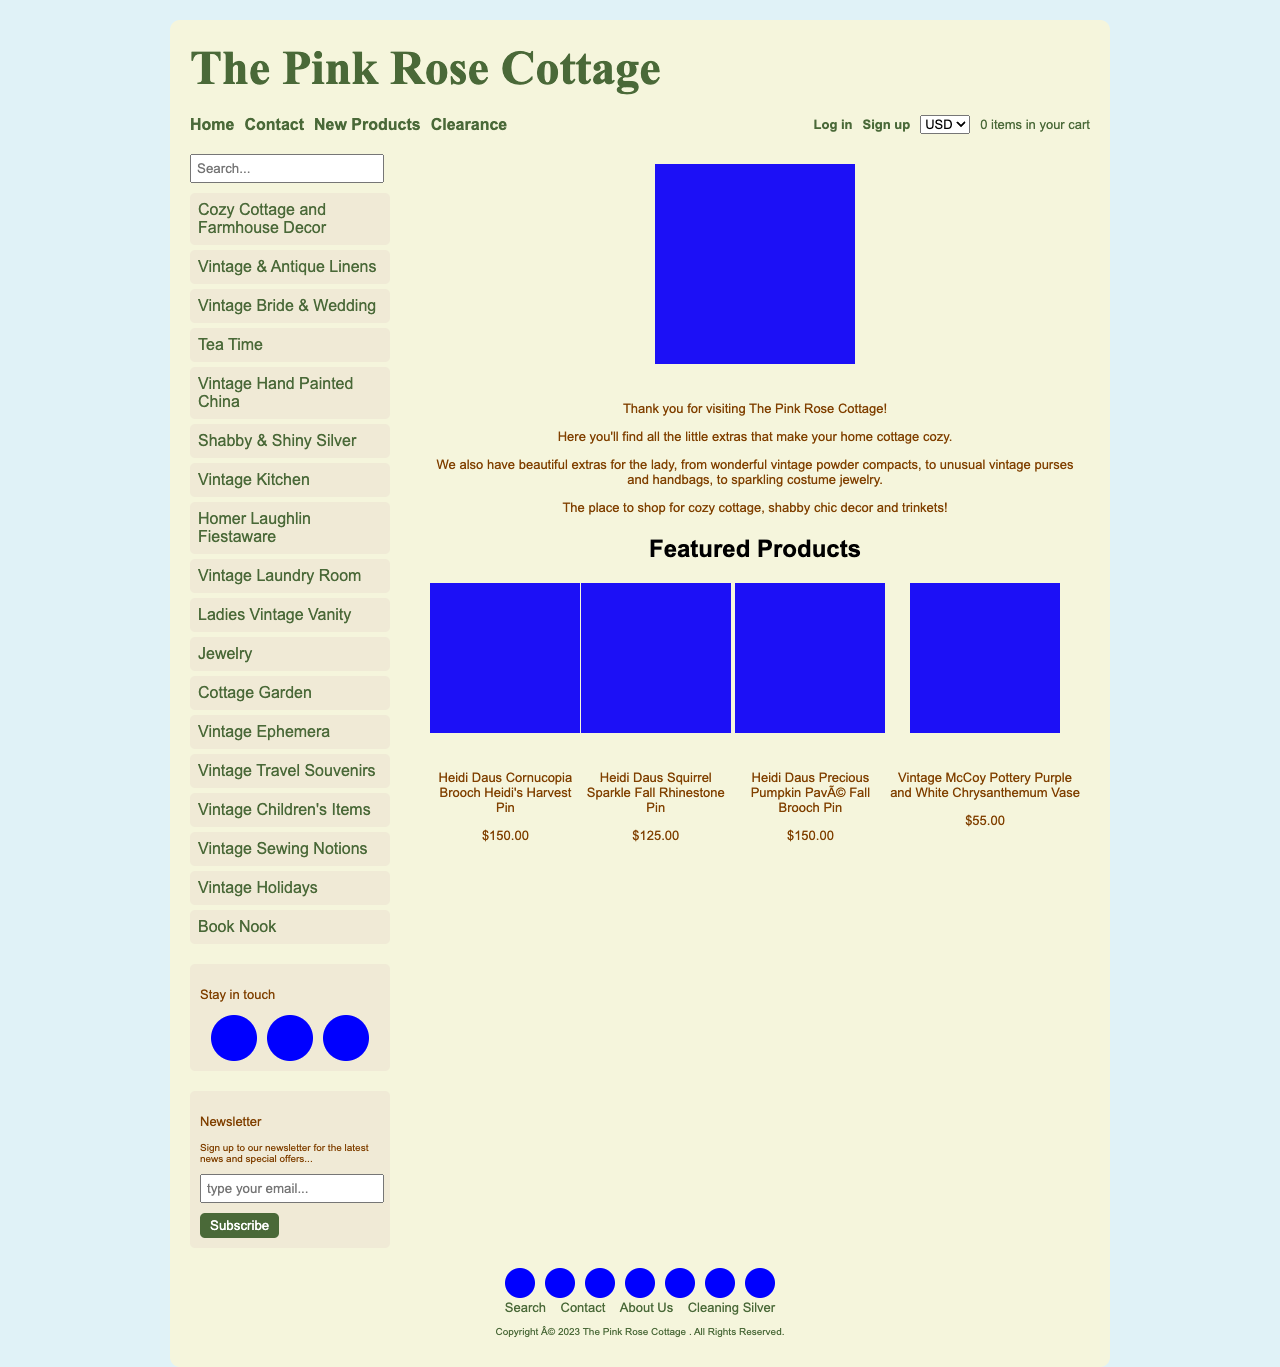 The Pink Rose Cottage
Home Contact New Products Clearance
Log in Sign up USD 0 items in your cart
Search...
Cozy Cottage and
Farmhouse Decor
Vintage & Antique Linens
Vintage Bride & Wedding
Tea Time
Vintage Hand Painted
China
Shabby & Shiny Silver
Vintage Kitchen
Homer Laughlin
Fiestaware
Vintage Laundry Room
Ladies Vintage Vanity
Jewelry
Cottage Garden
Vintage Ephemera
Vintage Travel Souvenirs
Vintage Children's Items
Vintage Sewing Notions
Vintage Holidays
Book Nook
Stay in touch
Newsletter
Sign up to our newsletter for the latest
news and special offers...
type your email...
Subscribe
Thank you for visiting The Pink Rose Cottage!
Here you'll find all the little extras that make your home cottage cozy.
We also have beautiful extras for the lady, from wonderful vintage powder compacts, to unusual vintage purses
and handbags, to sparkling costume jewelry.
The place to shop for cozy cottage, shabby chic decor and trinkets!
Featured Products
Heidi Daus Cornucopia
Brooch Heidi's Harvest
Pin
$150.00
Heidi Daus Squirrel
Sparkle Fall Rhinestone
Pin
$125.00
Heidi Daus Precious
Pumpkin PavÃ© Fall
Brooch Pin
$150.00
Vintage McCoy Pottery Purple
and White Chrysanthemum Vase
$55.00
Search Contact About Us Cleaning Silver
Copyright Â© 2023 The Pink Rose Cottage . All Rights Reserved.